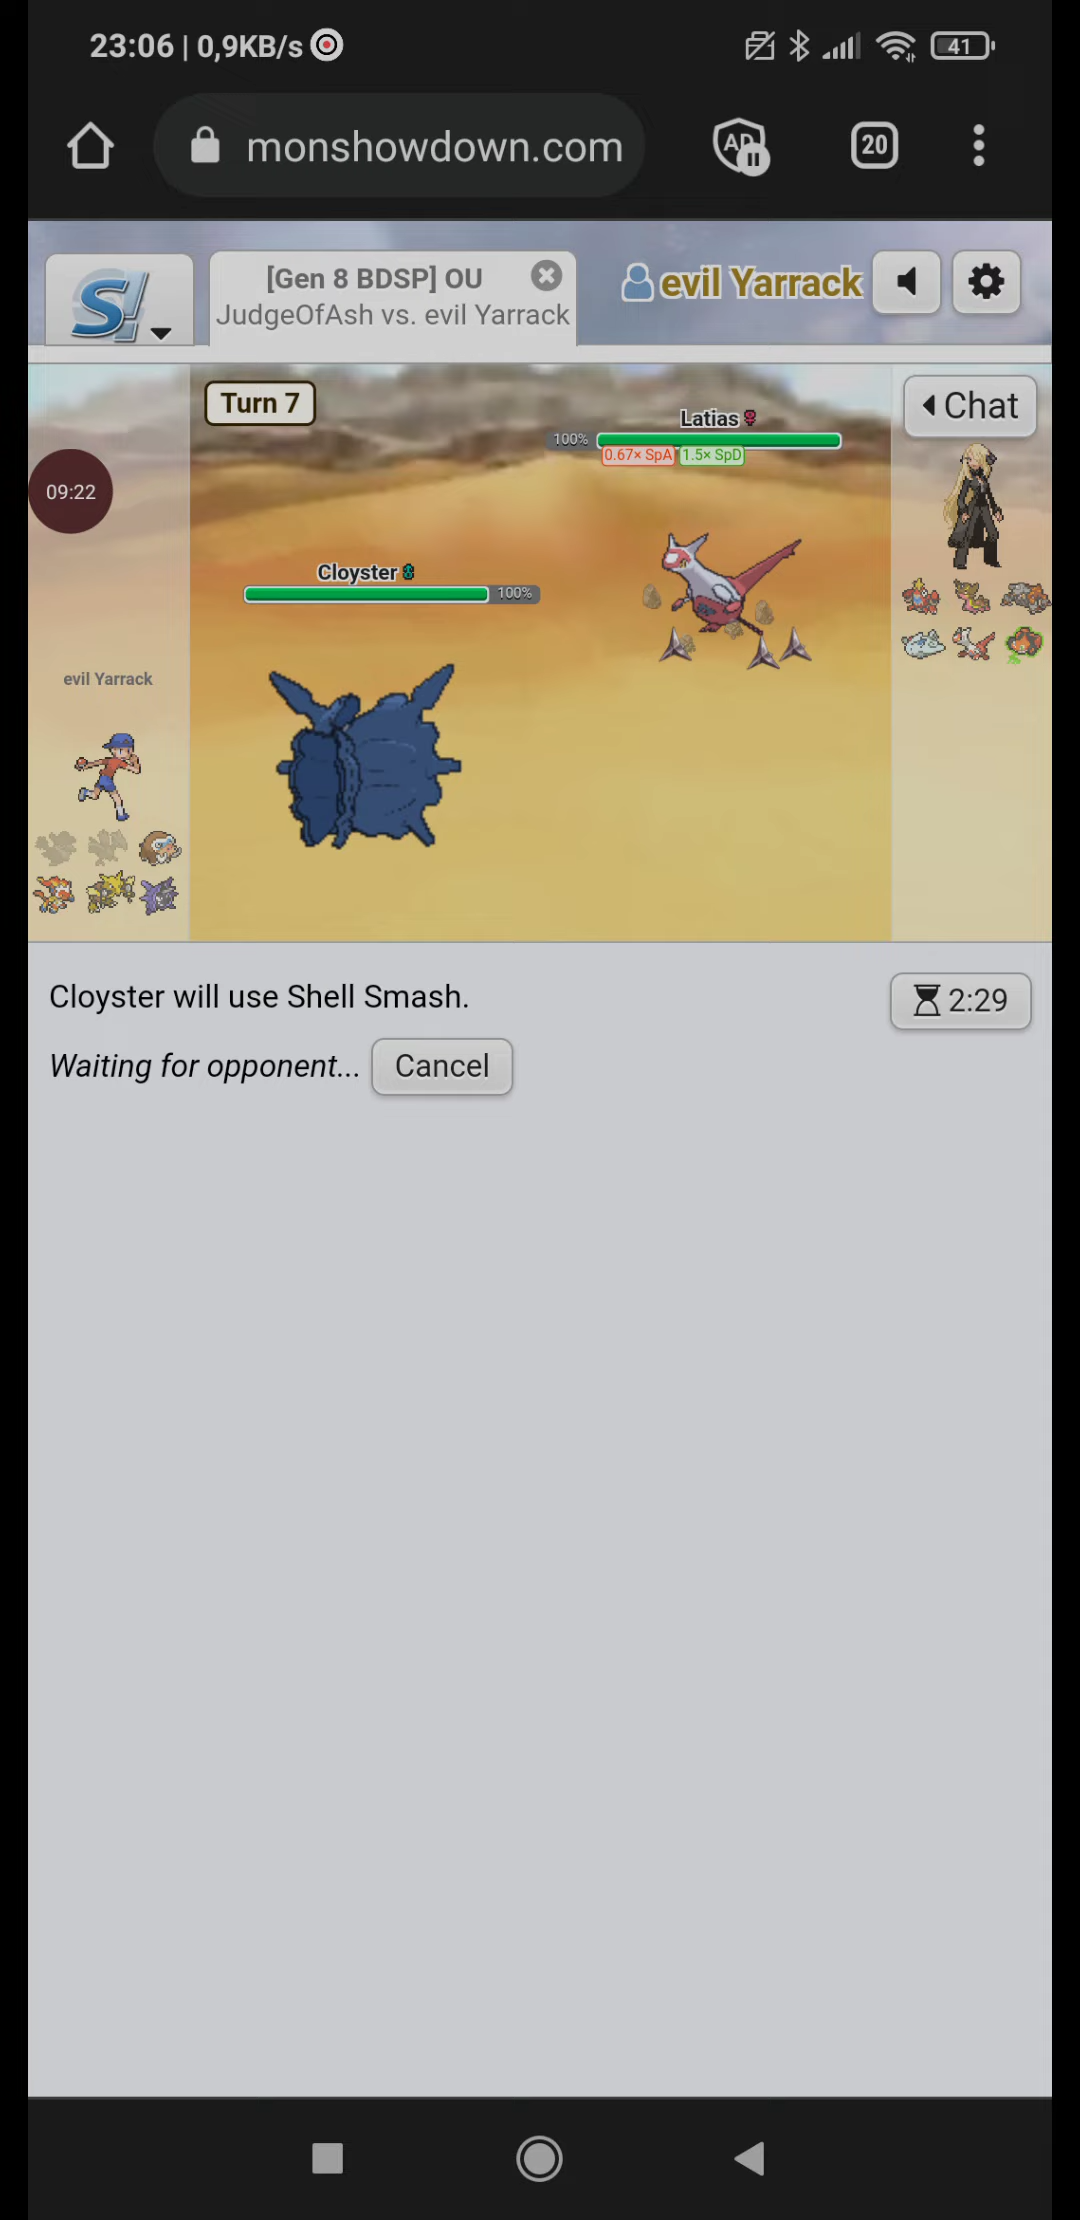 23:06 | 0,9KB/s
41
monshowdown.com
AD
20
S!
[Gen 8 BDSP] OU
JudgeOfAsh vs. evil Yarrack
evil Yarrack
Turn 7
Latias
100%
0.67× SpA 1.5× SpD
Chat
09:22
Cloyster
100%
evil Yarrack
Cloyster will use Shell Smash.
2:29
Waiting for opponent...
Cancel